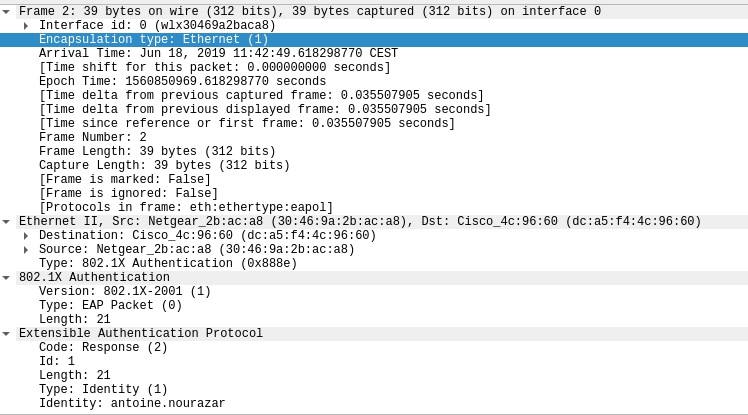 Frame 2: 39 bytes on wire (312 bits), 39 bytes captured (312 bits) on interface 0
Interface id: 0 (wlx30469a2baca8)
Encapsulation type: Ethernet (1)
Arrival Time: Jun 18, 2019 11:42:49.618298770 CEST
[Time shift for this packet: 0.000000000 seconds]
Epoch Time: 1560850969.618298770 seconds
[Time delta from previous captured frame: 0.035507905 seconds]
[Time delta from previous displayed frame: 0.035507905 seconds]
[Time since reference or first frame: 0.035507905 seconds]
Frame Number: 2
Frame Length: 39 bytes (312 bits)
Capture Length: 39 bytes (312 bits)
[Frame is marked: False]
[Frame is ignored: False]
[Protocols in frame: eth:ethertype:eapol]
Ethernet II, Src: Netgear_2b:ac:a8 (30:46:9a:2b:ac:a8), Dst: Cisco_4c:96:60 (dc:a5:f4:4c:96:60)
Destination: Cisco_4c:96:60 (dc:a5:f4:4c:96:60)
Source: Netgear_2b:ac:a8 (30:46:9a:2b:ac:a8)
Type: 802.1X Authentication (0x888e)
802.1X Authentication
Version: 802.1X-2001 (1)
Type: EAP Packet (0)
Length: 21
Extensible Authentication Protocol
Code: Response (2)
Id: 1
Length: 21
Type: Identity (1)
Identity: antoine.nourazar